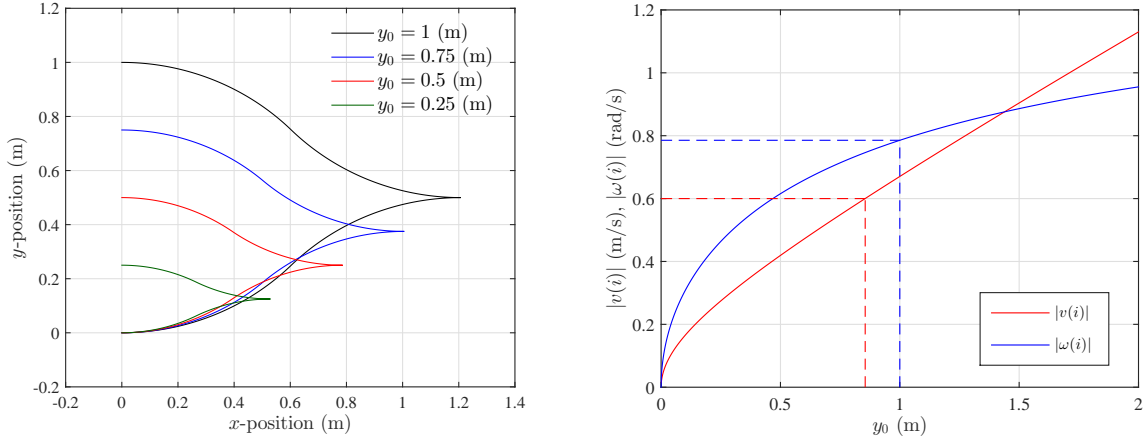 1.2
1
0.8
0.6
0.4
0.2
0
-0.2
-0.2 0 0.2 0.4 0.6 0.8 1 1.2 1.4
x-position (m)
y-position (m)
y₀ = 1 (m)
y₀ = 0.75 (m)
y₀ = 0.5 (m)
y₀ = 0.25 (m)
1.2
1
0.8
0.6
0.4
0.2
0
0 0.5 1 1.5 2
y₀ (m)
|v(i)| (m/s), |ω(i)| (rad/s)
|v(i)|
|ω(i)|